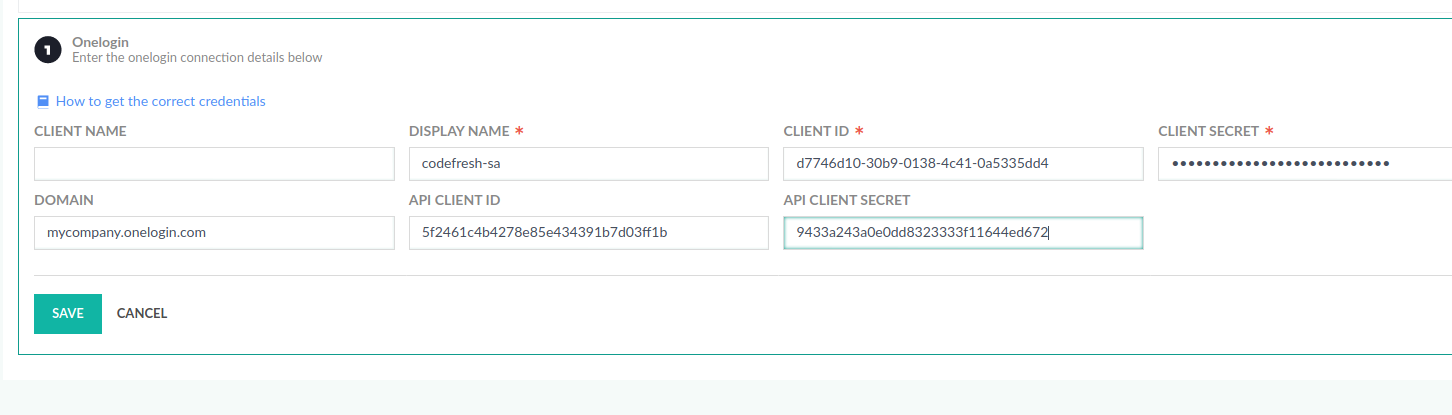 1
Onelogin
Enter the onelogin connection details below
How to get the correct credentials
CLIENT NAME DISPLAY NAME * CLIENT ID * CLIENT SECRET *
codefresh-sa d7746d10-30b9-0138-4c41-0a5335dd4 •••••••••••••••••••••••••••
DOMAIN API CLIENT ID API CLIENT SECRET
mycompany.onelogin.com 5f2461c4b4278e85e434391b7d03ff1b 9433a243a0e0dd8323333f11644ed672
SAVE CANCEL